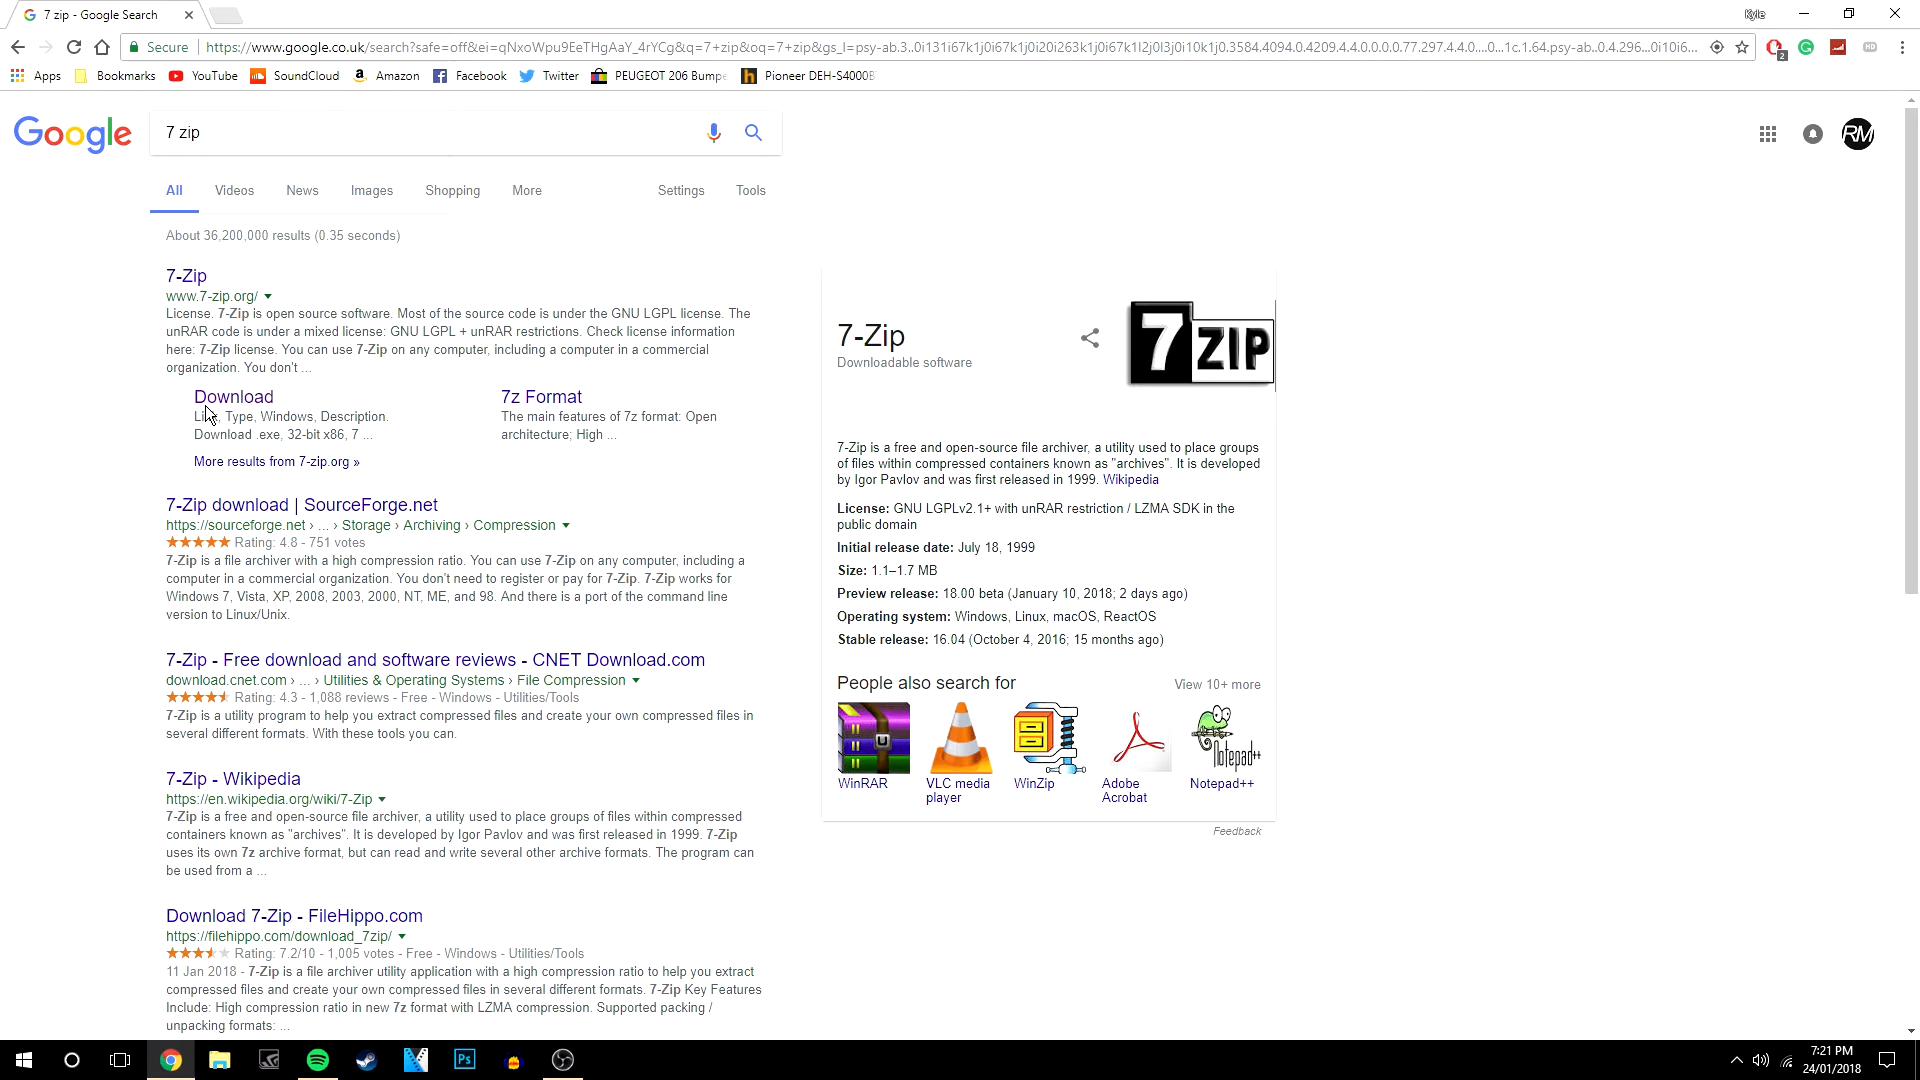 7 zip - Google Search
Kyle
Secure
https://www.google.co.uk/search?safe=off&ei=qNxoWpu9EeTHgAaY_4rYCg&q=7+zip&oq=7+zip&gs_l=psy-ab.3..0i131i67k1j0i67k1j0i20i263k1j0i67k1l2j0l3j0i10k1j0.3584.4094.0.4209.4.4.0.0.0.0.77.297.4.4.0....0...1c.1.64.psy-ab..0.4.296...0i10i6...
2
HD
Apps
Bookmarks
YouTube
SoundCloud
Amazon
Facebook
Twitter
PEUGEOT 206 Bumpe
Pioneer DEH-S4000B
Google
7 zip
RM
All
Videos
News
Images
Shopping
More
Settings
Tools
About 36,200,000 results (0.35 seconds)
7-Zip
www.7-zip.org/
License. 7-Zip is open source software. Most of the source code is under the GNU LGPL license. The
unRAR code is under a mixed license: GNU LGPL + unRAR restrictions. Check license information
here: 7-Zip license. You can use 7-Zip on any computer, including a computer in a commercial
organization. You don't ...
Download
Type, Windows, Description.
Download .exe, 32-bit x86, 7 ...
7z Format
The main features of 7z format: Open
architecture; High ...
More results from 7-zip.org »
7-Zip download | SourceForge.net
https://sourceforge.net › ... › Storage › Archiving › Compression
Rating: 4.8 - 751 votes
7-Zip is a file archiver with a high compression ratio. You can use 7-Zip on any computer, including a
computer in a commercial organization. You don't need to register or pay for 7-Zip. 7-Zip works for
Windows 7, Vista, XP, 2008, 2003, 2000, NT, ME, and 98. And there is a port of the command line
version to Linux/Unix.
7-Zip - Free download and software reviews - CNET Download.com
download.cnet.com › ... › Utilities & Operating Systems › File Compression
Rating: 4.3 - 1,088 reviews - Free - Windows - Utilities/Tools
7-Zip is a utility program to help you extract compressed files and create your own compressed files in
several different formats. With these tools you can.
7-Zip - Wikipedia
https://en.wikipedia.org/wiki/7-Zip
7-Zip is a free and open-source file archiver, a utility used to place groups of files within compressed
containers known as "archives". It is developed by Igor Pavlov and was first released in 1999. 7-Zip
uses its own 7z archive format, but can read and write several other archive formats. The program can
be used from a ...
Download 7-Zip - FileHippo.com
https://filehippo.com/download_7zip/
Rating: 7.2/10 - 1,005 votes - Free - Windows - Utilities/Tools
11 Jan 2018 - 7-Zip is a file archiver utility application with a high compression ratio to help you extract
compressed files and create your own compressed files in several different formats. 7-Zip Key Features
Include: High compression ratio in new 7z format with LZMA compression. Supported packing /
unpacking formats: ...
7-Zip
Downloadable software
7 ZIP
7-Zip is a free and open-source file archiver, a utility used to place groups
of files within compressed containers known as "archives". It is developed
by Igor Pavlov and was first released in 1999. Wikipedia
License: GNU LGPLv2.1+ with unRAR restriction / LZMA SDK in the
public domain
Initial release date: July 18, 1999
Size: 1.1–1.7 MB
Preview release: 18.00 beta (January 10, 2018; 2 days ago)
Operating system: Windows, Linux, macOS, ReactOS
Stable release: 16.04 (October 4, 2016; 15 months ago)
People also search for
View 10+ more
Notepad++
WinRAR
VLC media
player
WinZip
Adobe
Acrobat
Notepad++
Feedback
Ps
7:21 PM
24/01/2018